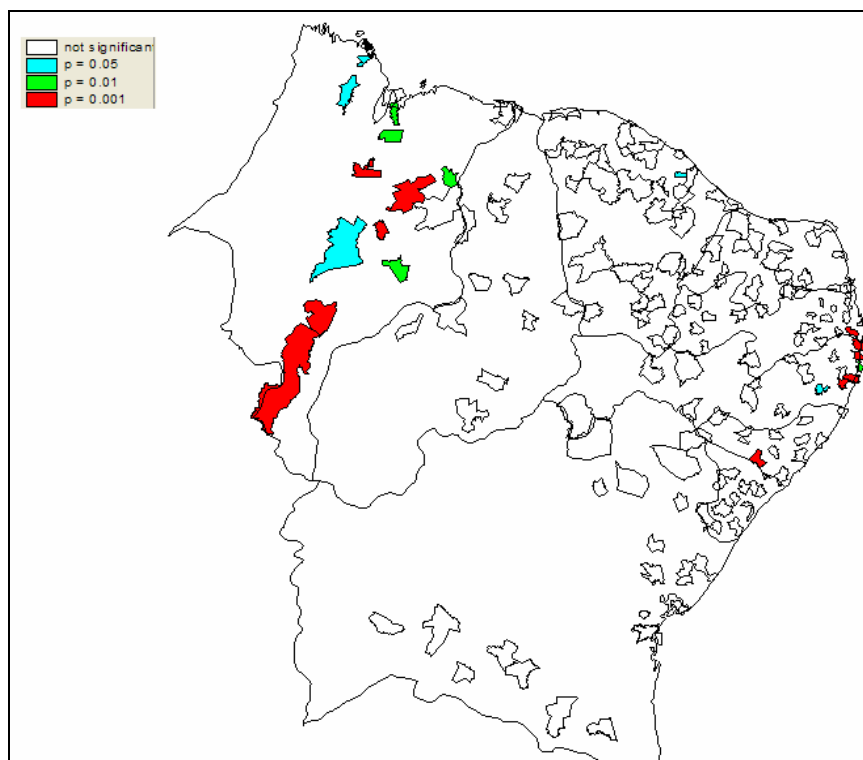 not significant
p = 0.05
p = 0.01
p = 0.001